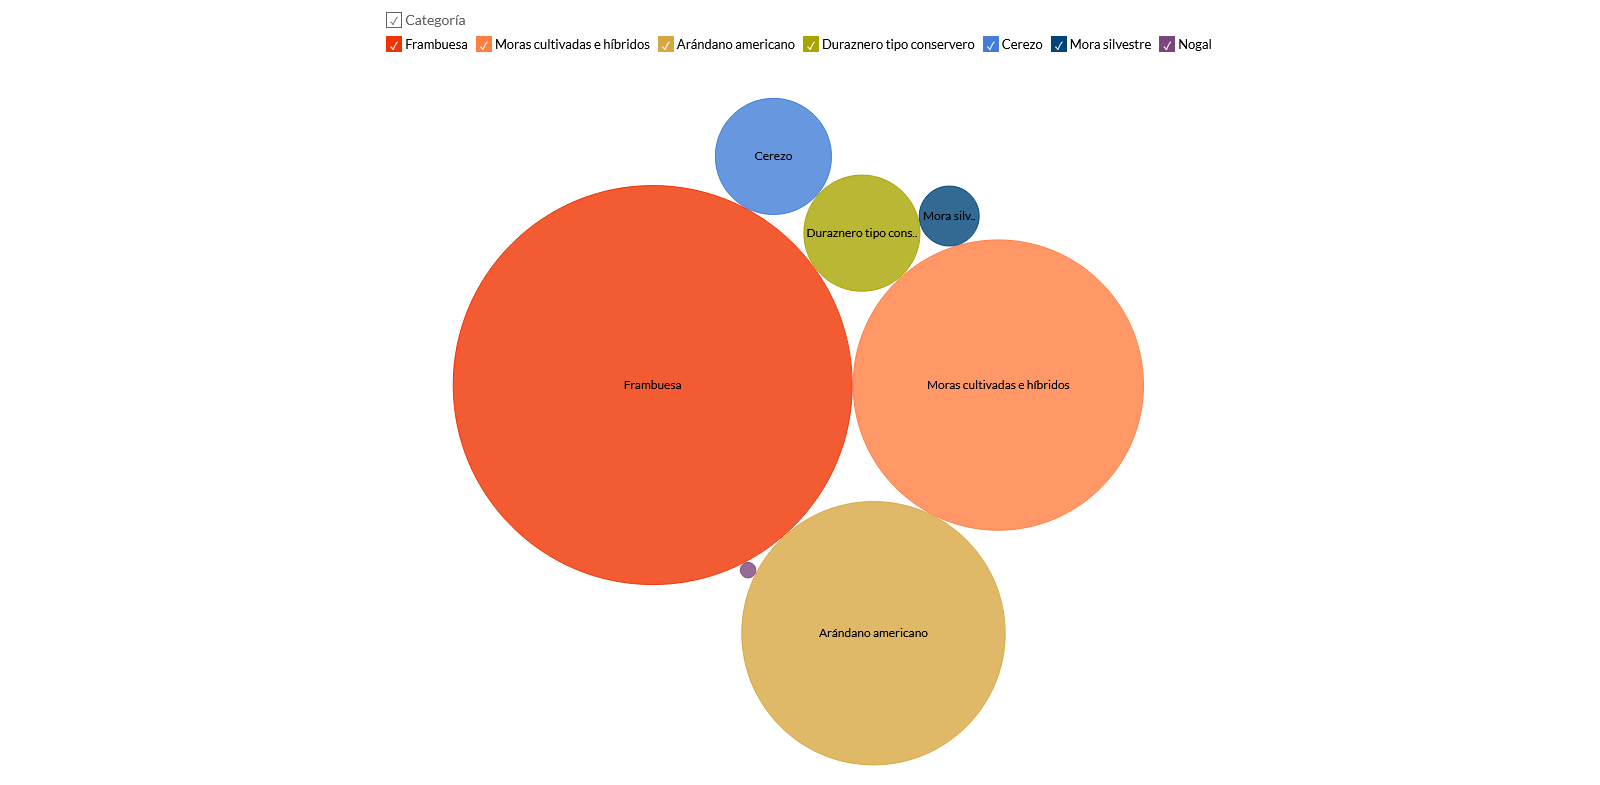 Categoría
Frambuesa Moras cultivadas e híbridos Arándano americano Duraznero tipo conservero Cerezo Mora silvestre Nogal
Cerezo
Mora silv..
Duraznero tipo cons..
Frambuesa
Moras cultivadas e híbridos
Arándano americano